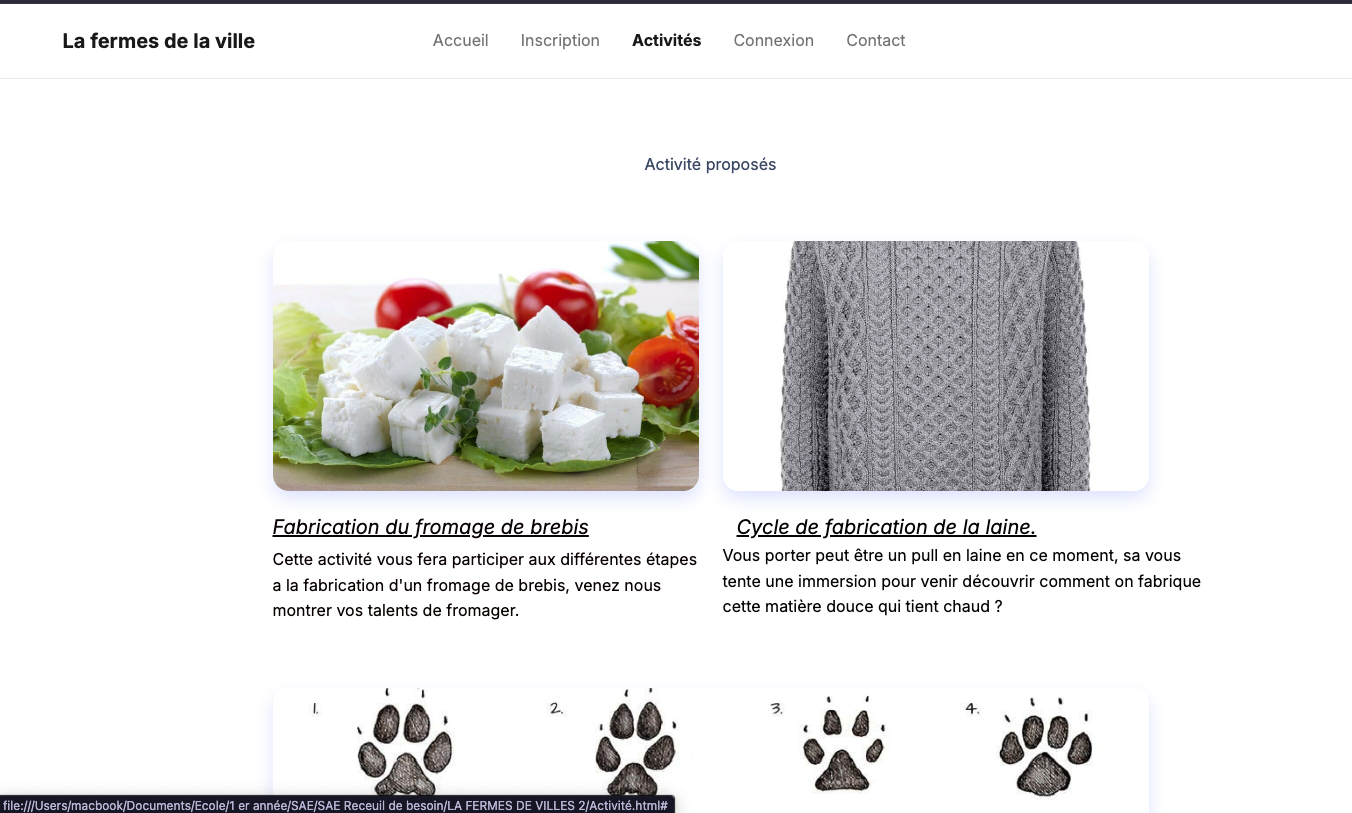 La fermes de la ville
Accueil Inscription Activités Connexion Contact
Activité proposés
Fabrication du fromage de brebis
Cette activité vous fera participer aux différentes étapes
a la fabrication d'un fromage de brebis, venez nous
montrer vos talents de fromager.
Cycle de fabrication de la laine.
Vous porter peut être un pull en laine en ce moment, sa vous
tente une immersion pour venir découvrir comment on fabrique
cette matière douce qui tient chaud ?
1. 2. 3. 4.
file:///Users/macbook/Documents/Ecole/1 er année/SAE/SAE Receuil de besoin/LA FERMES DE VILLES 2/Activité.html#